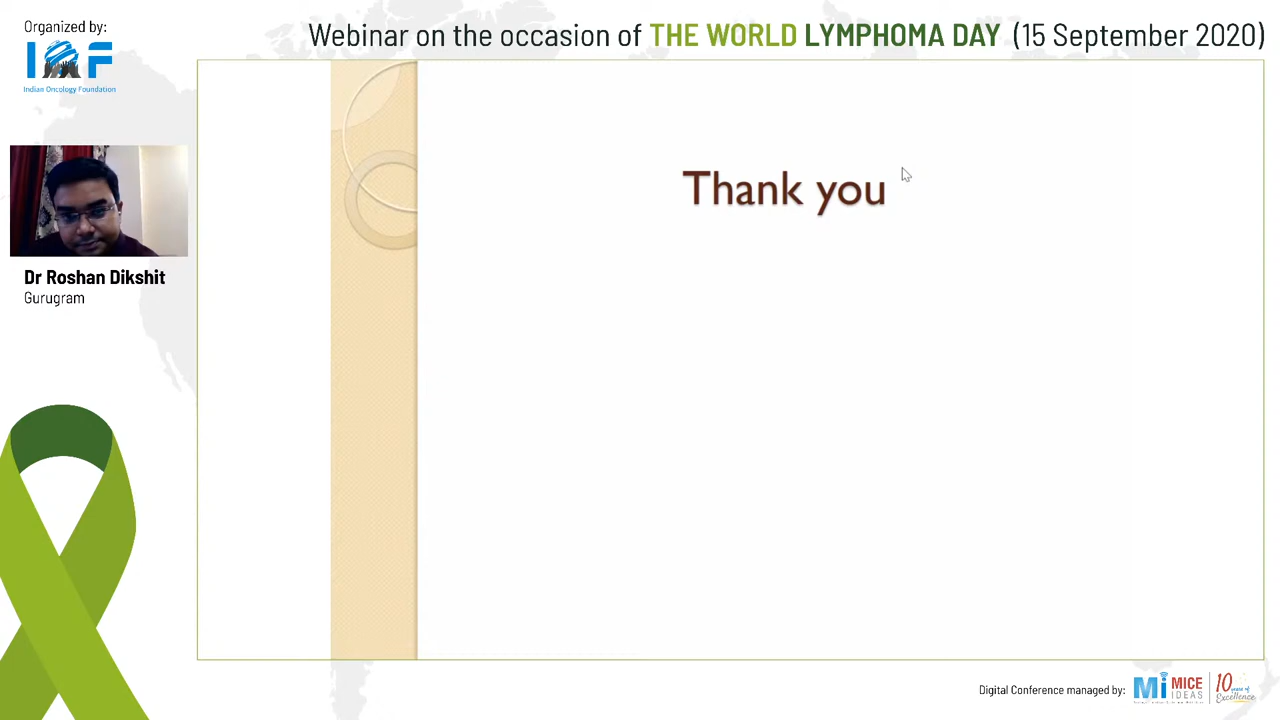 Organized by:
IOF
Indian Oncology Foundation
Webinar on the occasion of THE WORLD LYMPHOMA DAY (15 September 2020)
Thank you
Dr Roshan Dikshit
Gurugram
Digital Conference managed by:
Mi MICE IDEAS
10 years of Excellence